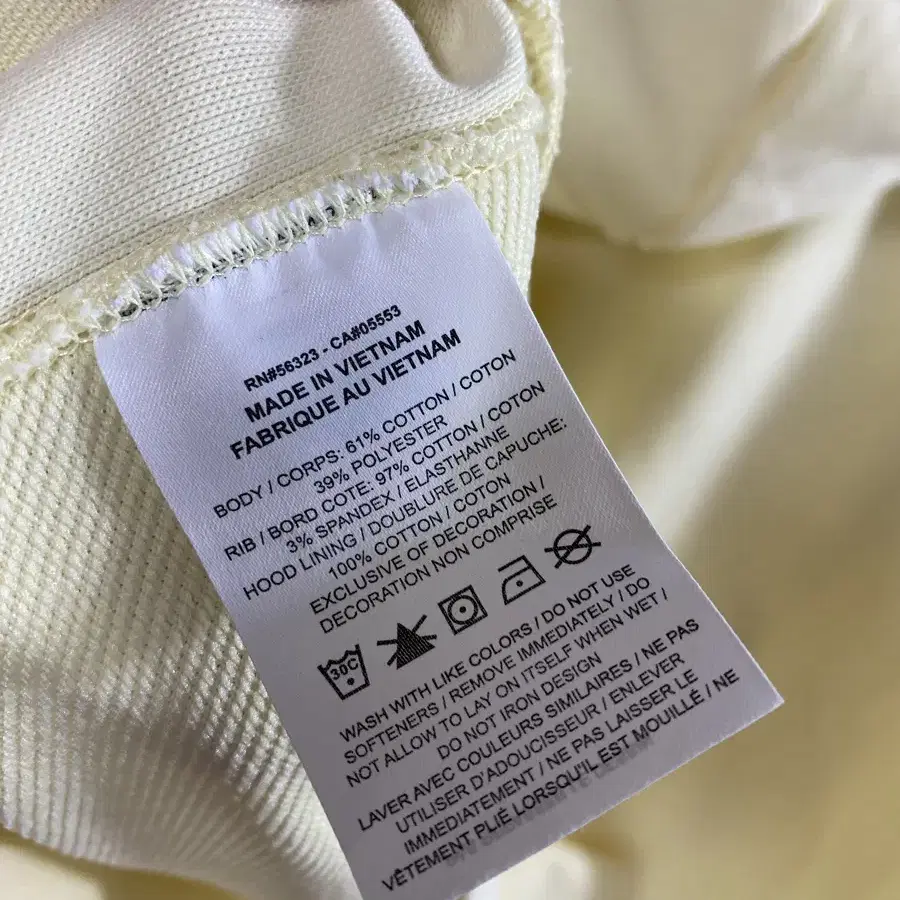 RN#56323 - CA#05553
MADE IN VIETNAM
FABRIQUE AU VIETNAM
BODY / CORPS: 61% COTTON / COTON
39% POLYESTER
RIB / BORD COTE: 97% COTTON / COTON
3% SPANDEX / ELASTHANNE
HOOD LINING / DOUBLURE DE CAPUCHE:
100% COTTON / COTON
EXCLUSIVE OF DECORATION /
DECORATION NON COMPRISE
30C
WASH WITH LIKE COLORS / DO NOT USE
SOFTENERS / REMOVE IMMEDIATELY / DO
NOT ALLOW TO LAY ON ITSELF WHEN WET /
DO NOT IRON DESIGN
LAVER AVEC COULEURS SIMILAIRES / NE PAS
UTILISER D'ADOUCISSEUR / ENLEVER
IMMEDIATEMENT / NE PAS LAISSER LE
VÊTEMENT PLIÉ LORSQU'IL EST MOUILLÉ / NE